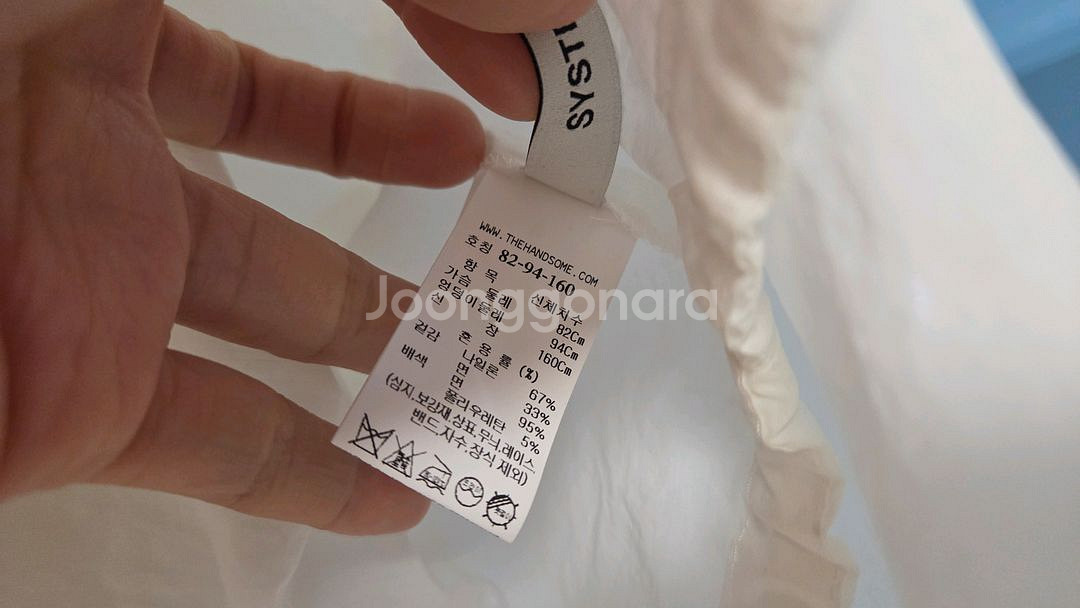 SYST
WWW.THEHANDSOME.COM
호칭 82-94-160
항 목 신체치수
가슴 둘레 82Cm
엉덩이둘레 94Cm
신 장 160Cm
혼 용 률 (%)
겉감 나일론 67%
면 33%
배색 면 95%
폴리우레탄 5%
(심지,보강재,상표,무늬,레이스
밴드,자수,장식 제외)
Joonggonara